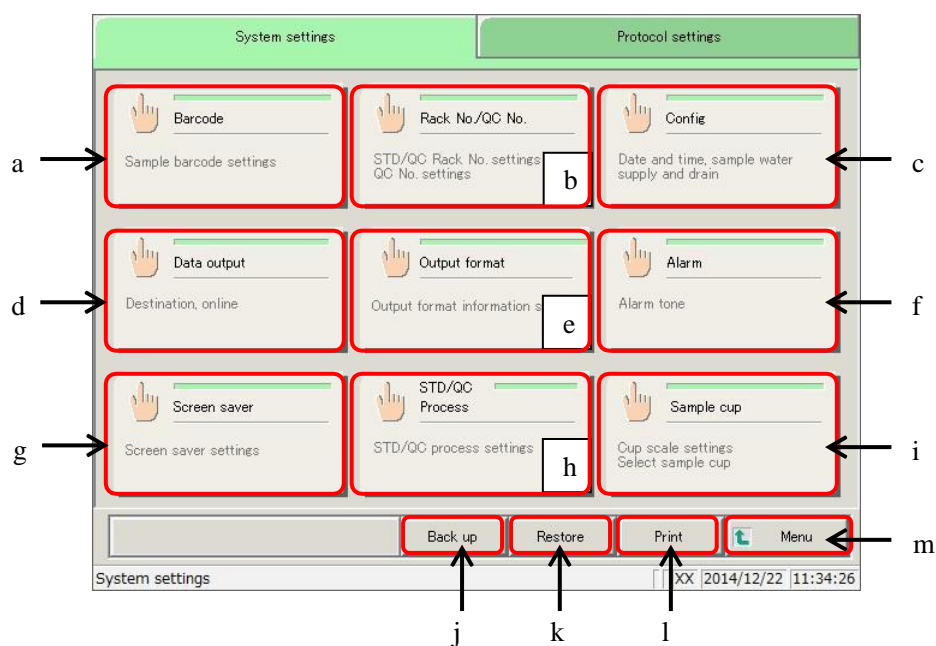 System settings
Protocol settings
Barcode
Rack No./QC No.
Config
a
Sample barcode settings
STD/QC Rack No. settings
QC No. settings
b
Date and time, sample water
supply and drain
c
Data output
Output format
Alarm
d
Destination, online
Output format information s
e
Alarm tone
f
Screen saver
STD/QC
Process
Sample cup
g
Screen saver settings
STD/QC process settings
h
Cup scale settings
Select sample cup
i
Back up
Restore
Print
Menu
m
System settings
XX
2014/12/22
11:34:26
j
k
l